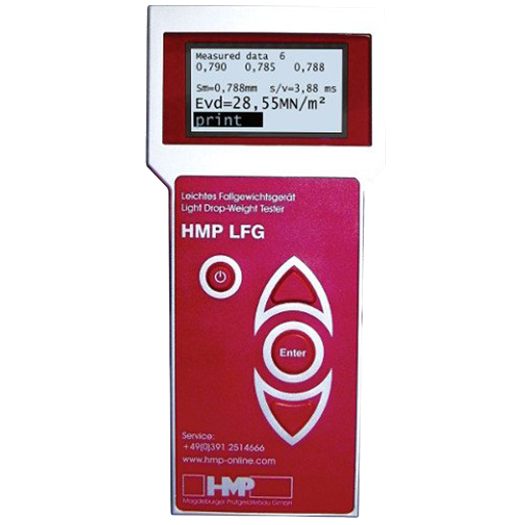 Measured data 6
0,790 0,785 0,788
Sm=0,788mm s/v=3,88 ms
Evd=28,55MN/m²
print
Leichtes Fallgewichtsgerät
Light Drop-Weight Tester
HMP LFG
Enter
Service:
+49(0)391 2514666
www.hmp-online.com
HMP
Magdeburger Prüfgerätebau GmbH